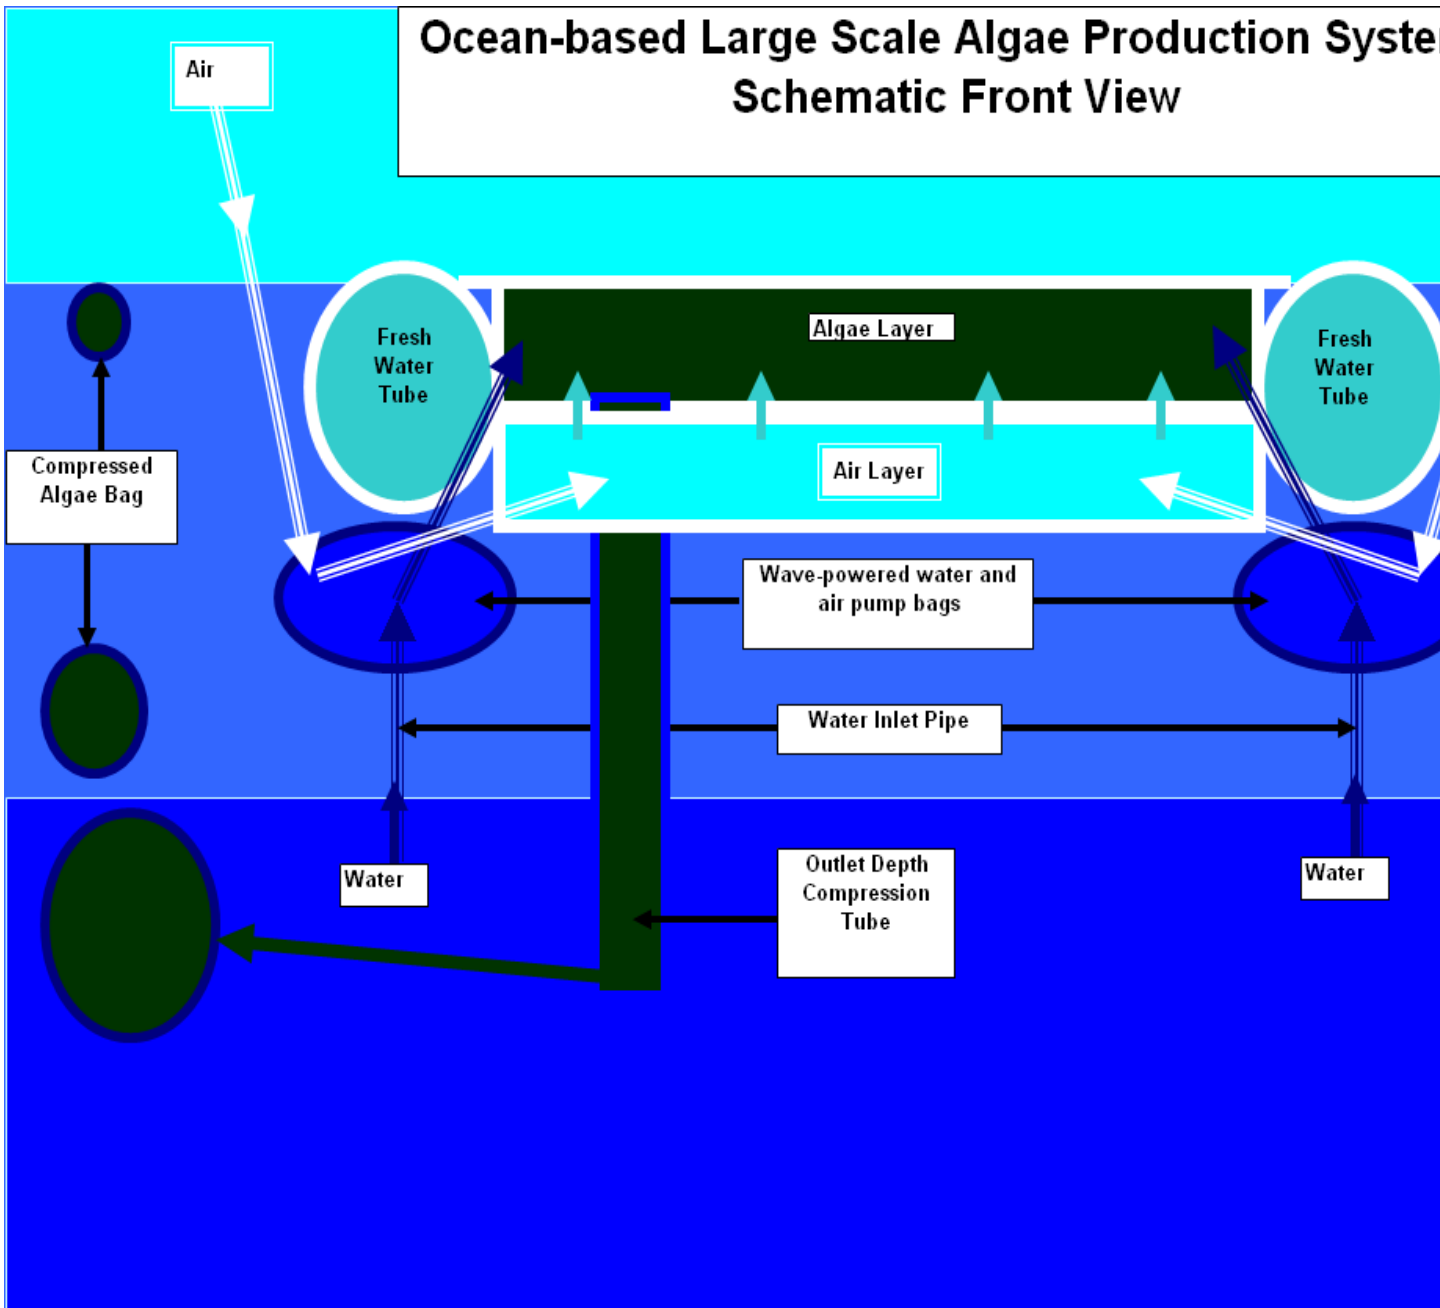 Ocean-based Large Scale Algae Production Syste
Schematic Front View
Air
Fresh
Water
Tube
Algae Layer
Fresh
Water
Tube
Air Layer
Compressed
Algae Bag
Wave-powered water and
air pump bags
Water Inlet Pipe
Water
Outlet Depth
Compression
Tube
Water